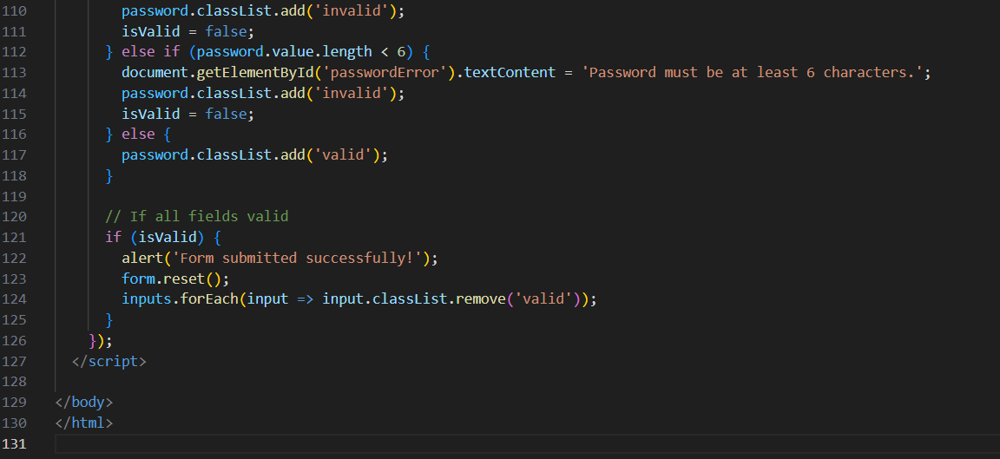 110         password.classList.add('invalid');
111         isValid = false;
112       } else if (password.value.length < 6) {
113         document.getElementById('passwordError').textContent = 'Password must be at least 6 characters.';
114         password.classList.add('invalid');
115         isValid = false;
116       } else {
117         password.classList.add('valid');
118       }
119
120       // If all fields valid
121       if (isValid) {
122         alert('Form submitted successfully!');
123         form.reset();
124         inputs.forEach(input => input.classList.remove('valid'));
125       }
126     });
127   </script>
128
129 </body>
130 </html>
131